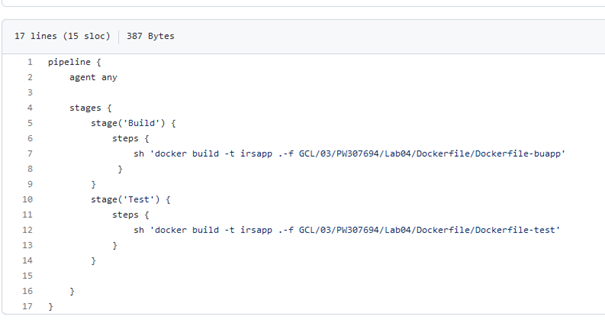 17 lines (15 sloc) 387 Bytes
1 pipeline {
2 agent any
3
4 stages {
5 stage('Build') {
6 steps {
7 sh 'docker build -t irsapp .-f GCL/03/PW307694/Lab04/Dockerfile/Dockerfile-buapp'
8 }
9 }
10 stage('Test') {
11 steps {
12 sh 'docker build -t irsapp .-f GCL/03/PW307694/Lab04/Dockerfile/Dockerfile-test'
13 }
14 }
15
16 }
17 }